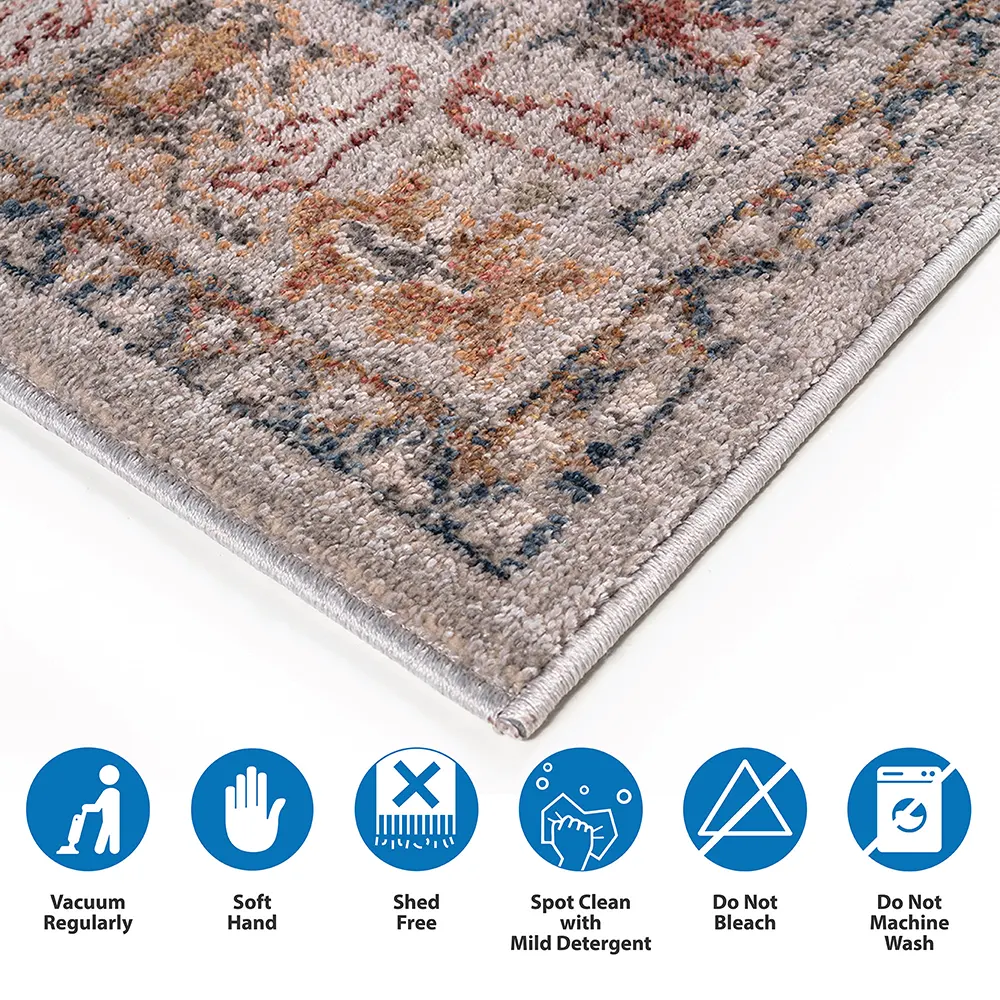 Vacuum
Regularly
Soft
Hand
Shed
Free
Spot Clean
with
Mild Detergent
Do Not
Bleach
Do Not
Machine
Wash